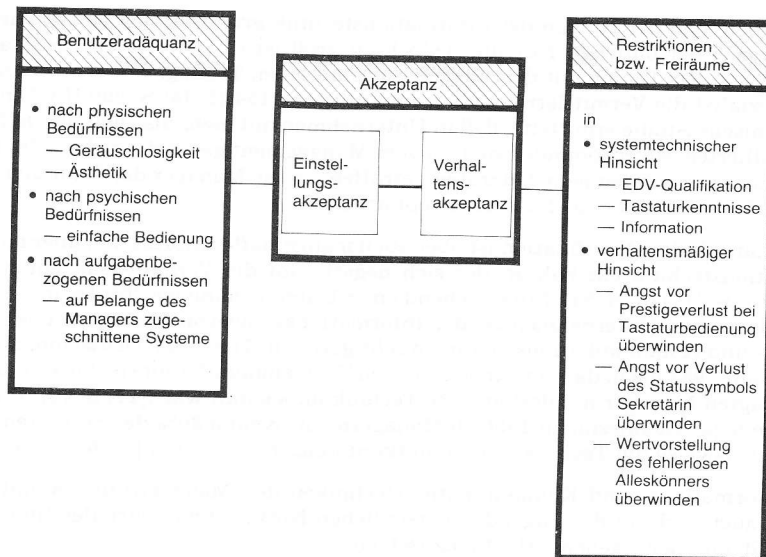 Benutzeradäquanz
• nach physischen
Bedürfnissen
— Geräuschlosigkeit
— Ästhetik
• nach psychischen
Bedürfnissen
— einfache Bedienung
• nach aufgabenbe-
zogenen Bedürfnissen
— auf Belange des
Managers zuge-
schnittene Systeme
Akzeptanz
Einstel-
lungs-
akzeptanz
Verhal-
tens-
akzeptanz
Restriktionen
bzw. Freiräume
in
• systemtechnischer
Hinsicht
— EDV-Qualifikation
— Tastaturkenntnisse
— Information
• verhaltensmäßiger
Hinsicht
— Angst vor
Prestigeverlust bei
Tastaturbedienung
überwinden
— Angst vor Verlust
des Statussymbols
Sekretärin
überwinden
— Wertvorstellung
des fehlerlosen
Alleskönners
überwinden